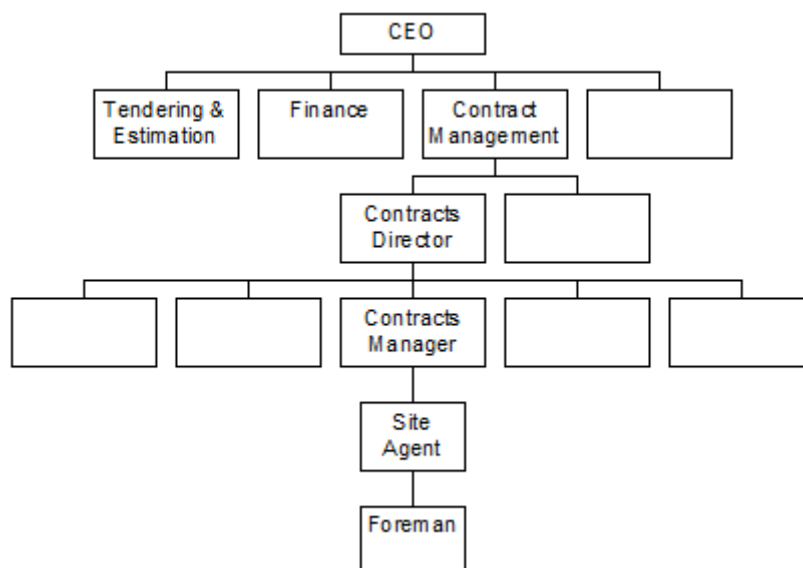 CEO
Tendering &
Estimation
Finance
Contract
Management
Contracts
Director
Contracts
Manager
Site
Agent
Foreman